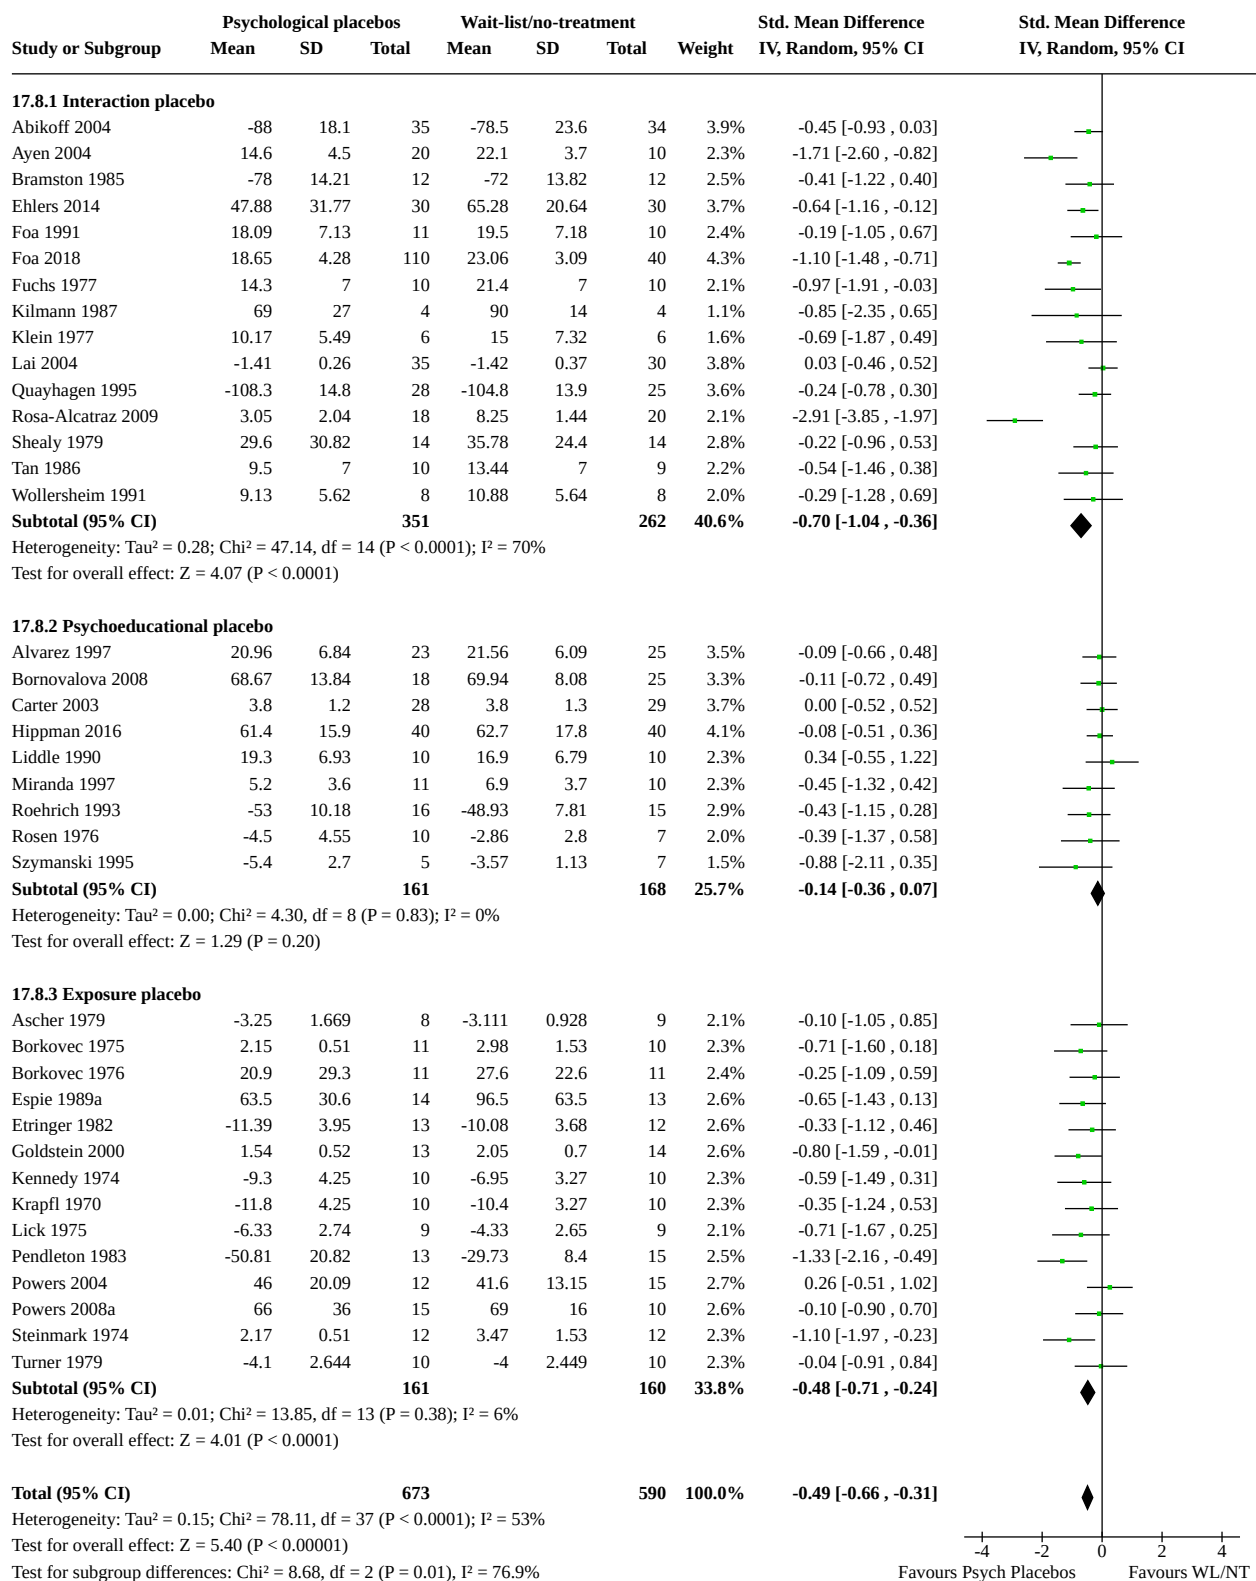 Psychological placebos Wait-list/no-treatment Std. Mean Difference Std. Mean Difference
Study or Subgroup Mean SD Total Mean SD Total Weight IV, Random, 95% CI IV, Random, 95% CI
17.8.1 Interaction placebo
Abikoff 2004 -88 18.1 35 -78.5 23.6 34 3.9% -0.45 [-0.93 , 0.03]
Ayen 2004 14.6 4.5 20 22.1 3.7 10 2.3% -1.71 [-2.60 , -0.82]
Bramston 1985 -78 14.21 12 -72 13.82 12 2.5% -0.41 [-1.22 , 0.40]
Ehlers 2014 47.88 31.77 30 65.28 20.64 30 3.7% -0.64 [-1.16 , -0.12]
Foa 1991 18.09 7.13 11 19.5 7.18 10 2.4% -0.19 [-1.05 , 0.67]
Foa 2018 18.65 4.28 110 23.06 3.09 40 4.3% -1.10 [-1.48 , -0.71]
Fuchs 1977 14.3 7 10 21.4 7 10 2.1% -0.97 [-1.91 , -0.03]
Kilmann 1987 69 27 4 90 14 4 1.1% -0.85 [-2.35 , 0.65]
Klein 1977 10.17 5.49 6 15 7.32 6 1.6% -0.69 [-1.87 , 0.49]
Lai 2004 -1.41 0.26 35 -1.42 0.37 30 3.8% 0.03 [-0.46 , 0.52]
Quayhagen 1995 -108.3 14.8 28 -104.8 13.9 25 3.6% -0.24 [-0.78 , 0.30]
Rosa-Alcatraz 2009 3.05 2.04 18 8.25 1.44 20 2.1% -2.91 [-3.85 , -1.97]
Shealy 1979 29.6 30.82 14 35.78 24.4 14 2.8% -0.22 [-0.96 , 0.53]
Tan 1986 9.5 7 10 13.44 7 9 2.2% -0.54 [-1.46 , 0.38]
Wollersheim 1991 9.13 5.62 8 10.88 5.64 8 2.0% -0.29 [-1.28 , 0.69]
Subtotal (95% CI) 351 262 40.6% -0.70 [-1.04 , -0.36]
Heterogeneity: Tau² = 0.28; Chi² = 47.14, df = 14 (P < 0.0001); I² = 70%
Test for overall effect: Z = 4.07 (P < 0.0001)
17.8.2 Psychoeducational placebo
Alvarez 1997 20.96 6.84 23 21.56 6.09 25 3.5% -0.09 [-0.66 , 0.48]
Bornovalova 2008 68.67 13.84 18 69.94 8.08 25 3.3% -0.11 [-0.72 , 0.49]
Carter 2003 3.8 1.2 28 3.8 1.3 29 3.7% 0.00 [-0.52 , 0.52]
Hippman 2016 61.4 15.9 40 62.7 17.8 40 4.1% -0.08 [-0.51 , 0.36]
Liddle 1990 19.3 6.93 10 16.9 6.79 10 2.3% 0.34 [-0.55 , 1.22]
Miranda 1997 5.2 3.6 11 6.9 3.7 10 2.3% -0.45 [-1.32 , 0.42]
Roehrich 1993 -53 10.18 16 -48.93 7.81 15 2.9% -0.43 [-1.15 , 0.28]
Rosen 1976 -4.5 4.55 10 -2.86 2.8 7 2.0% -0.39 [-1.37 , 0.58]
Szymanski 1995 -5.4 2.7 5 -3.57 1.13 7 1.5% -0.88 [-2.11 , 0.35]
Subtotal (95% CI) 161 168 25.7% -0.14 [-0.36 , 0.07]
Heterogeneity: Tau² = 0.00; Chi² = 4.30, df = 8 (P = 0.83); I² = 0%
Test for overall effect: Z = 1.29 (P = 0.20)
17.8.3 Exposure placebo
Ascher 1979 -3.25 1.669 8 -3.111 0.928 9 2.1% -0.10 [-1.05 , 0.85]
Borkovec 1975 2.15 0.51 11 2.98 1.53 10 2.3% -0.71 [-1.60 , 0.18]
Borkovec 1976 20.9 29.3 11 27.6 22.6 11 2.4% -0.25 [-1.09 , 0.59]
Espie 1989a 63.5 30.6 14 96.5 63.5 13 2.6% -0.65 [-1.43 , 0.13]
Etringer 1982 -11.39 3.95 13 -10.08 3.68 12 2.6% -0.33 [-1.12 , 0.46]
Goldstein 2000 1.54 0.52 13 2.05 0.7 14 2.6% -0.80 [-1.59 , -0.01]
Kennedy 1974 -9.3 4.25 10 -6.95 3.27 10 2.3% -0.59 [-1.49 , 0.31]
Krapfl 1970 -11.8 4.25 10 -10.4 3.27 10 2.3% -0.35 [-1.24 , 0.53]
Lick 1975 -6.33 2.74 9 -4.33 2.65 9 2.1% -0.71 [-1.67 , 0.25]
Pendleton 1983 -50.81 20.82 13 -29.73 8.4 15 2.5% -1.33 [-2.16 , -0.49]
Powers 2004 46 20.09 12 41.6 13.15 15 2.7% 0.26 [-0.51 , 1.02]
Powers 2008a 66 36 15 69 16 10 2.6% -0.10 [-0.90 , 0.70]
Steinmark 1974 2.17 0.51 12 3.47 1.53 12 2.3% -1.10 [-1.97 , -0.23]
Turner 1979 -4.1 2.644 10 -4 2.449 10 2.3% -0.04 [-0.91 , 0.84]
Subtotal (95% CI) 161 160 33.8% -0.48 [-0.71 , -0.24]
Heterogeneity: Tau² = 0.01; Chi² = 13.85, df = 13 (P = 0.38); I² = 6%
Test for overall effect: Z = 4.01 (P < 0.0001)
Total (95% CI) 673 590 100.0% -0.49 [-0.66 , -0.31]
Heterogeneity: Tau² = 0.15; Chi² = 78.11, df = 37 (P < 0.0001); I² = 53%
Test for overall effect: Z = 5.40 (P < 0.00001)
-4 -2 0 2 4
Test for subgroup differences: Chi² = 8.68, df = 2 (P = 0.01), I² = 76.9% Favours Psych Placebos Favours WL/NT